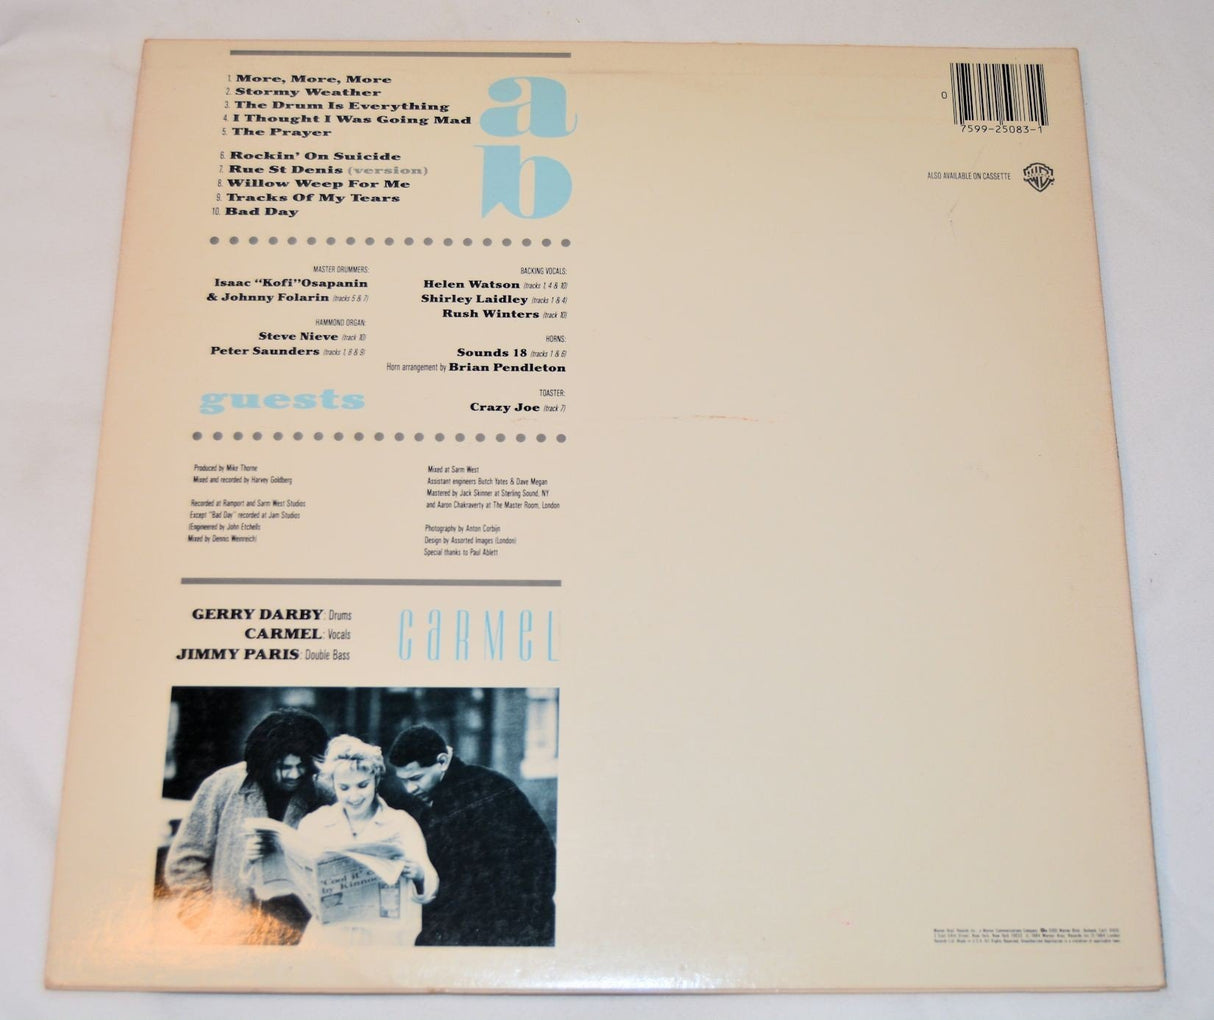 1. More, More, More
2. Stormy Weather
3. The Drum Is Everything
4. I Thought I Was Going Mad
5. The Prayer
a
6. Rockin' On Suicide
7. Rue St Denis (version)
8. Willow Weep For Me
9. Tracks Of My Tears
10. Bad Day
b
0
7599-25083-1
ALSO AVAILABLE ON CASSETTE
MASTER DRUMMERS:
Isaac "Kofi" Osapanin
& Johnny Folarin (tracks 5 & 7)
HAMMOND ORGAN:
Steve Nieve (track 10)
Peter Saunders (tracks 1, 8 & 9)
guests
BACKING VOCALS:
Helen Watson (tracks 1, 4 & 10)
Shirley Laidley (tracks 1 & 4)
Rush Winters (track 10)
HORNS:
Sounds 18 (tracks 1 & 6)
Horn arrangement by Brian Pendleton
TOASTER:
Crazy Joe (track 7)
Produced by Mike Thorne
Mixed and recorded by Harvey Goldberg
Recorded at Ramport and Sarm West Studios
Except "Bad Day" recorded at Jam Studios
(Engineered by John Etchells
Mixed by Dennis Weinreich)
Mixed at Sarm West
Assistant engineers Butch Yates & Dave Megan
Mastered by Jack Skinner at Sterling Sound, NY
and Aaron Chakraverty at The Master Room, London
Photography by Anton Corbijn
Design by Assorted Images (London)
Special thanks to Paul Ablett
GERRY DARBY: Drums
CARMEL: Vocals
JIMMY PARIS: Double Bass
CARMEL
'Cool it'
by Kinnoc